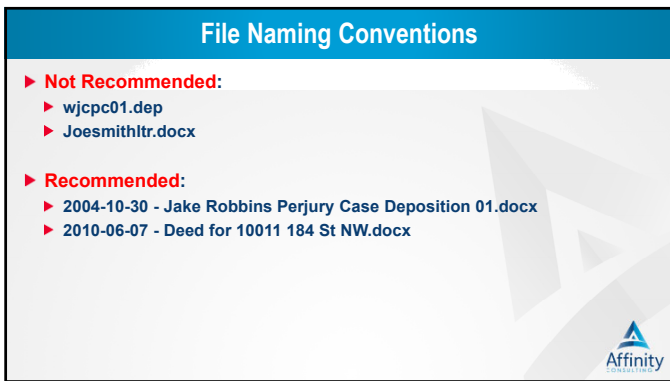 File Naming Conventions
Not Recommended:
wjcpc01.dep
Joesmithltr.docx
Recommended:
2004-10-30 - Jake Robbins Perjury Case Deposition 01.docx
2010-06-07 - Deed for 10011 184 St NW.docx
Affinity
CONSULTING